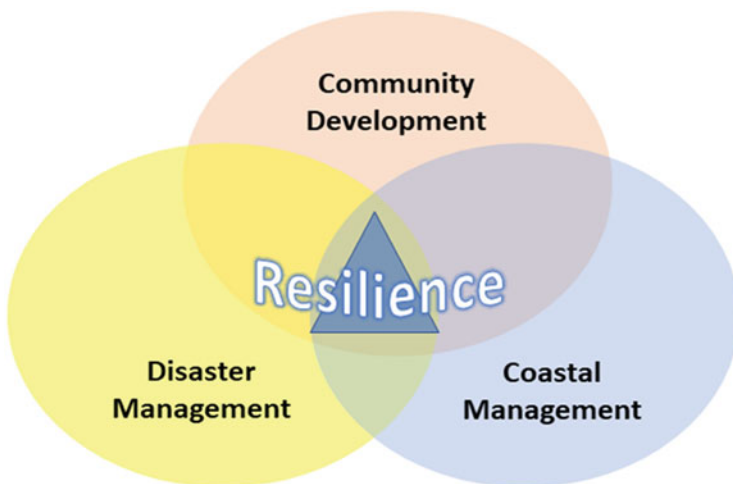 Community
Development
Resilience
Disaster
Management
Coastal
Management